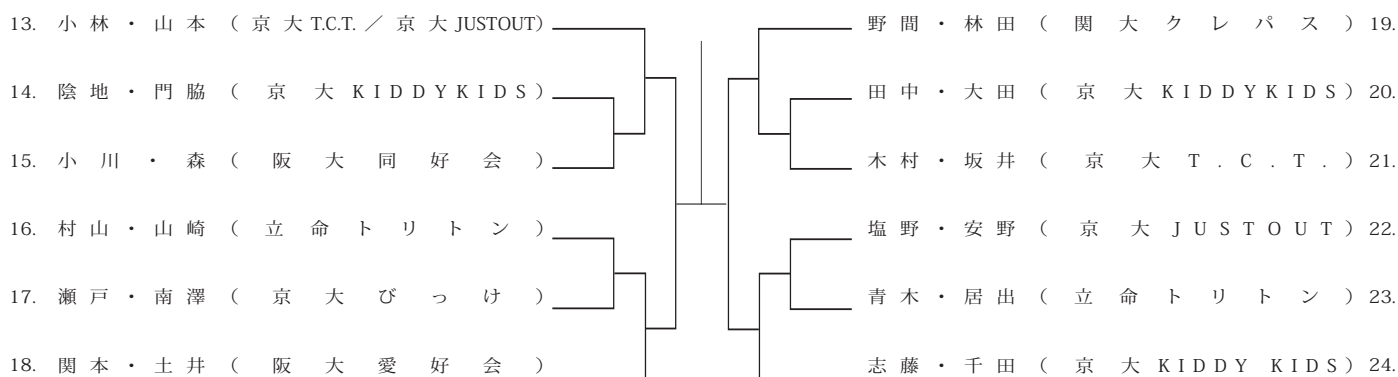 13. 小林・山本（京大T.C.T.／京大JUSTOUT）
14. 陰地・門脇（京大KIDDYKIDS）
15. 小川・森（阪大同好会）
16. 村山・山崎（立命トリトン）
17. 瀬戸・南澤（京大びっけ）
18. 関本・土井（阪大愛好会）
野間・林田（関大クレパス）19.
田中・大田（京大KIDDYKIDS）20.
木村・坂井（京大T.C.T.）21.
塩野・安野（京大JUSTOUT）22.
青木・居出（立命トリトン）23.
志藤・千田（京大KIDDY KIDS）24.